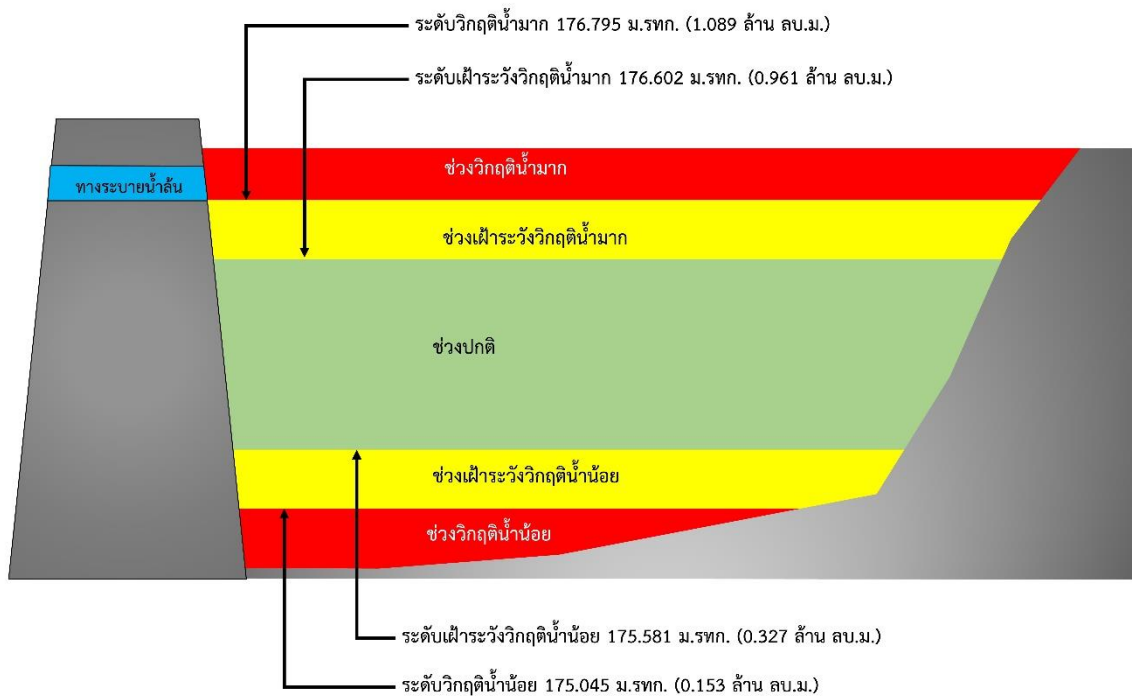 ระดับวิกฤติน้ำมาก 176.795 ม.รทก. (1.089 ล้าน ลบ.ม.)
ระดับเฝ้าระวังวิกฤติน้ำมาก 176.602 ม.รทก. (0.961 ล้าน ลบ.ม.)
ช่วงวิกฤติน้ำมาก
ทางระบายน้ำล้น
ช่วงเฝ้าระวังวิกฤติน้ำมาก
ช่วงปกติ
ช่วงเฝ้าระวังวิกฤติน้ำน้อย
ช่วงวิกฤติน้ำน้อย
ระดับเฝ้าระวังวิกฤติน้ำน้อย 175.581 ม.รทก. (0.327 ล้าน ลบ.ม.)
ระดับวิกฤติน้ำน้อย 175.045 ม.รทก. (0.153 ล้าน ลบ.ม.)